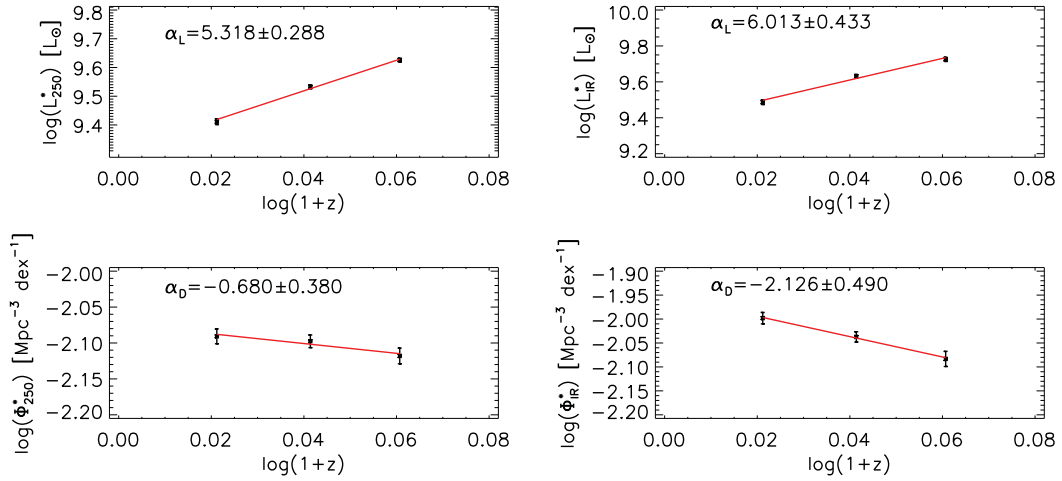 9.8
9.7
9.6
9.5
9.4
α_L=5.318±0.288
log(L*_250) [L_⊙]
0.00 0.02 0.04 0.06 0.08
log(1+z)
10.0
9.8
9.6
9.4
9.2
α_L=6.013±0.433
log(L*_IR) [L_⊙]
0.00 0.02 0.04 0.06 0.08
log(1+z)
−2.00
−2.05
−2.10
−2.15
−2.20
α_D=−0.680±0.380
log(Φ*_250) [Mpc⁻³ dex⁻¹]
0.00 0.02 0.04 0.06 0.08
log(1+z)
−1.90
−1.95
−2.00
−2.05
−2.10
−2.15
−2.20
α_D=−2.126±0.490
log(Φ*_IR) [Mpc⁻³ dex⁻¹]
0.00 0.02 0.04 0.06 0.08
log(1+z)